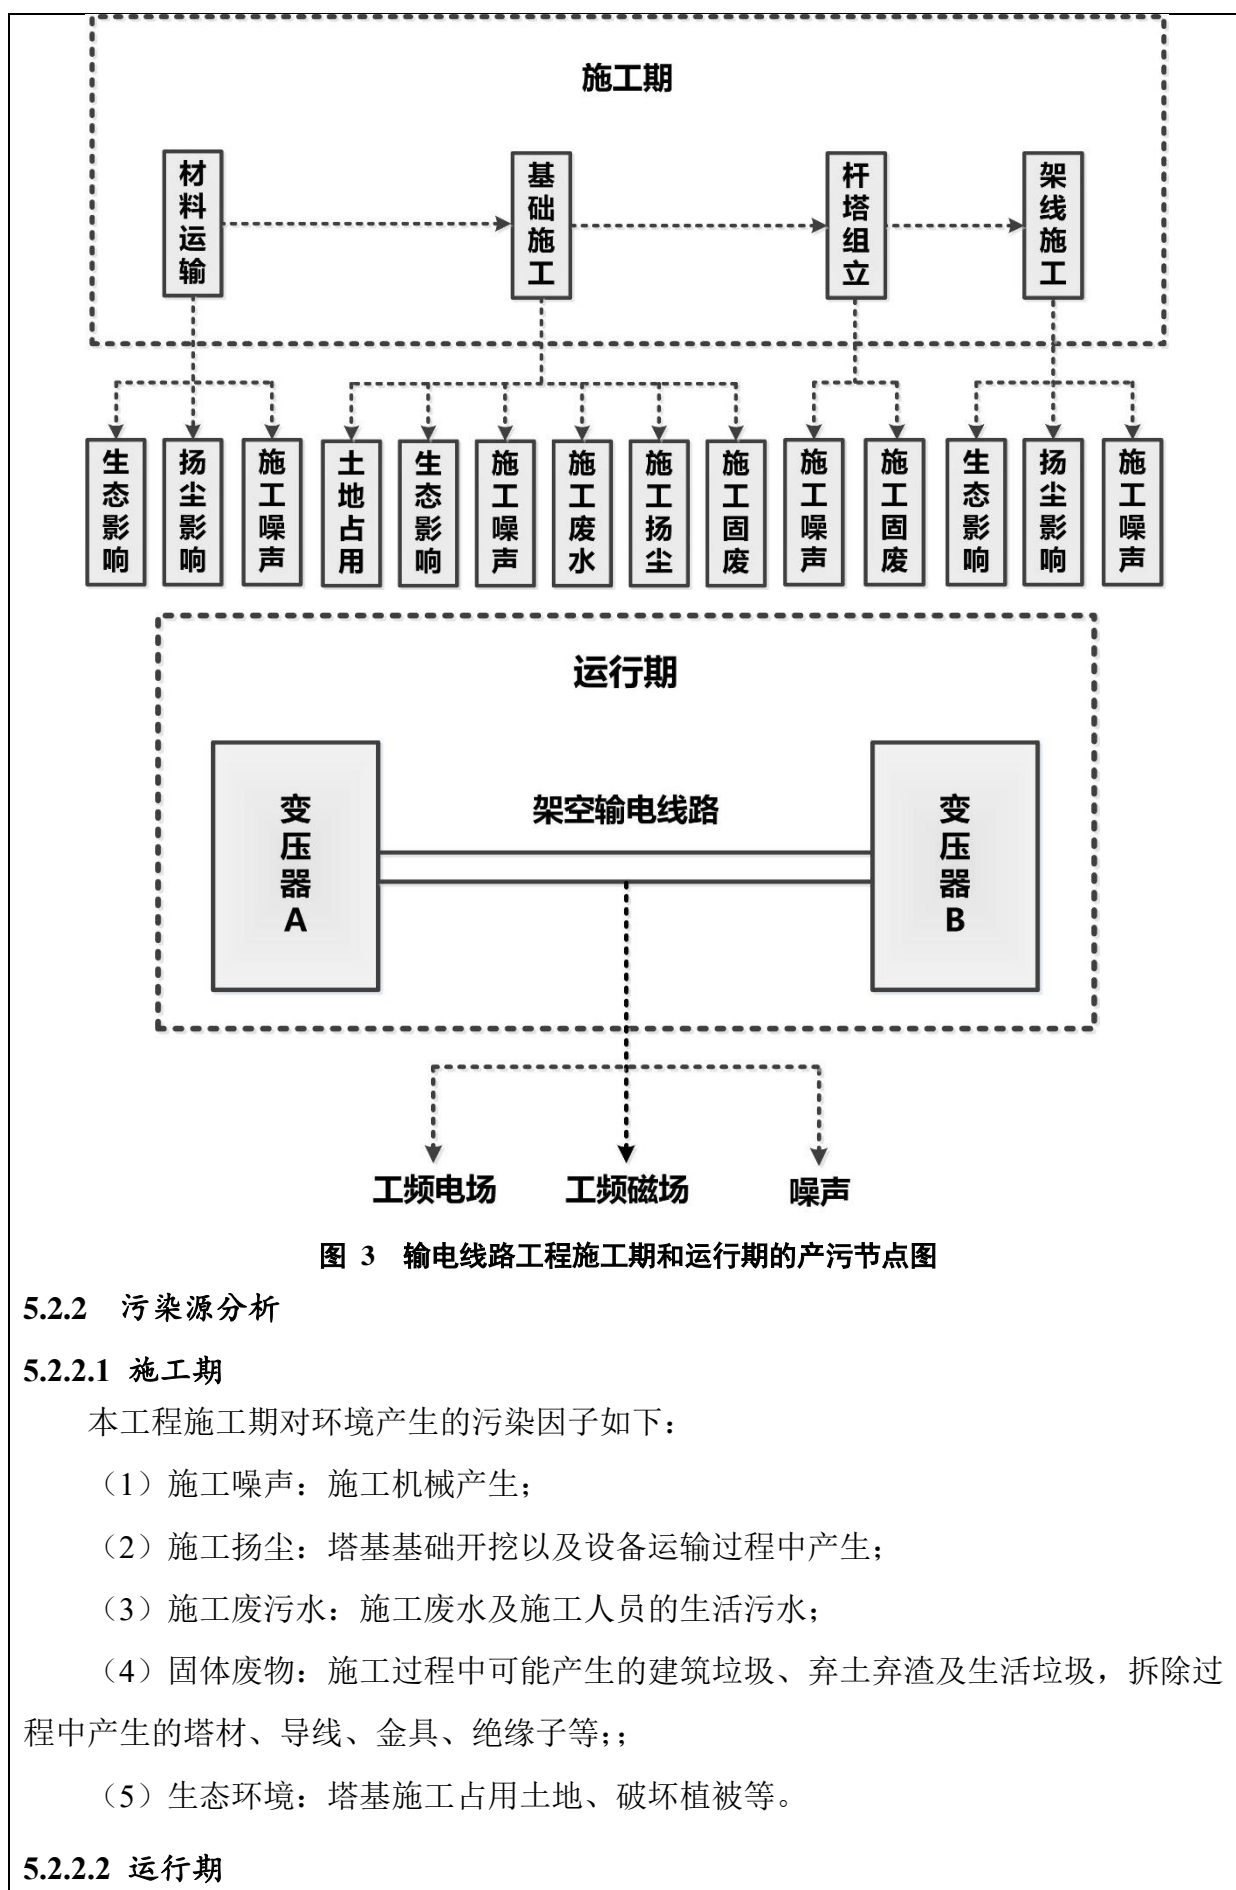 施工期
材料运输
基础施工
杆塔组立
架线施工
生态影响
扬尘影响
施工噪声
土地占用
生态影响
施工噪声
施工废水
施工扬尘
施工固废
施工噪声
施工固废
生态影响
扬尘影响
施工噪声
运行期
变压器A
架空输电线路
变压器B
工频电场
工频磁场
噪声
图 3 输电线路工程施工期和运行期的产污节点图
5.2.2 污染源分析
5.2.2.1 施工期
本工程施工期对环境产生的污染因子如下：
（1）施工噪声：施工机械产生；
（2）施工扬尘：塔基基础开挖以及设备运输过程中产生；
（3）施工废污水：施工废水及施工人员的生活污水；
（4）固体废物：施工过程中可能产生的建筑垃圾、弃土弃渣及生活垃圾，拆除过
程中产生的塔材、导线、金具、绝缘子等;；
（5）生态环境：塔基施工占用土地、破坏植被等。
5.2.2.2 运行期